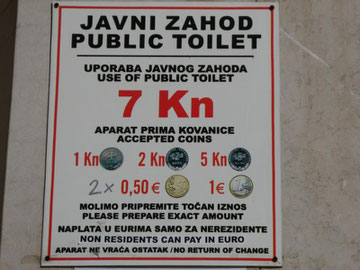 JAVNI ZAHOD
PUBLIC TOILET
UPORABA JAVNOG ZAHODA
USE OF PUBLIC TOILET
7 Kn
APARAT PRIMA KOVANICE
ACCEPTED COINS
1 Kn 2 Kn 5 Kn
2x 0,50 € 1 €
MOLIMO PRIPREMITE TOČAN IZNOS
PLEASE PREPARE EXACT AMOUNT
NAPLATA U EURIMA SAMO ZA NEREZIDENTE
NON RESIDENTS CAN PAY IN EURO
APARAT NE VRAĆA OSTATAK / NO RETURN OF CHANGE